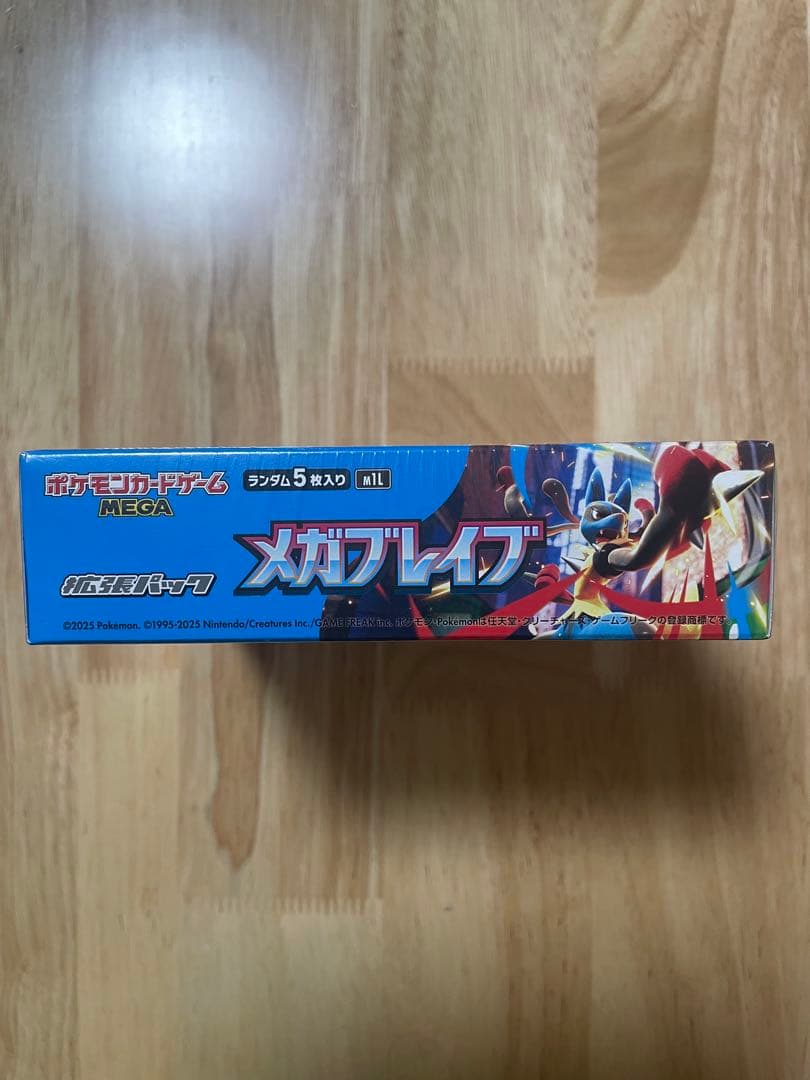 ポケモンカードゲーム
MEGA
ランダム5枚入り M1L
メガブレイブ
拡張パック
©2025 Pokémon. ©1995-2025 Nintendo/Creatures Inc./GAME FREAK inc. ポケモン・Pokémonは任天堂・クリーチャーズ・ゲームフリークの登録商標です。